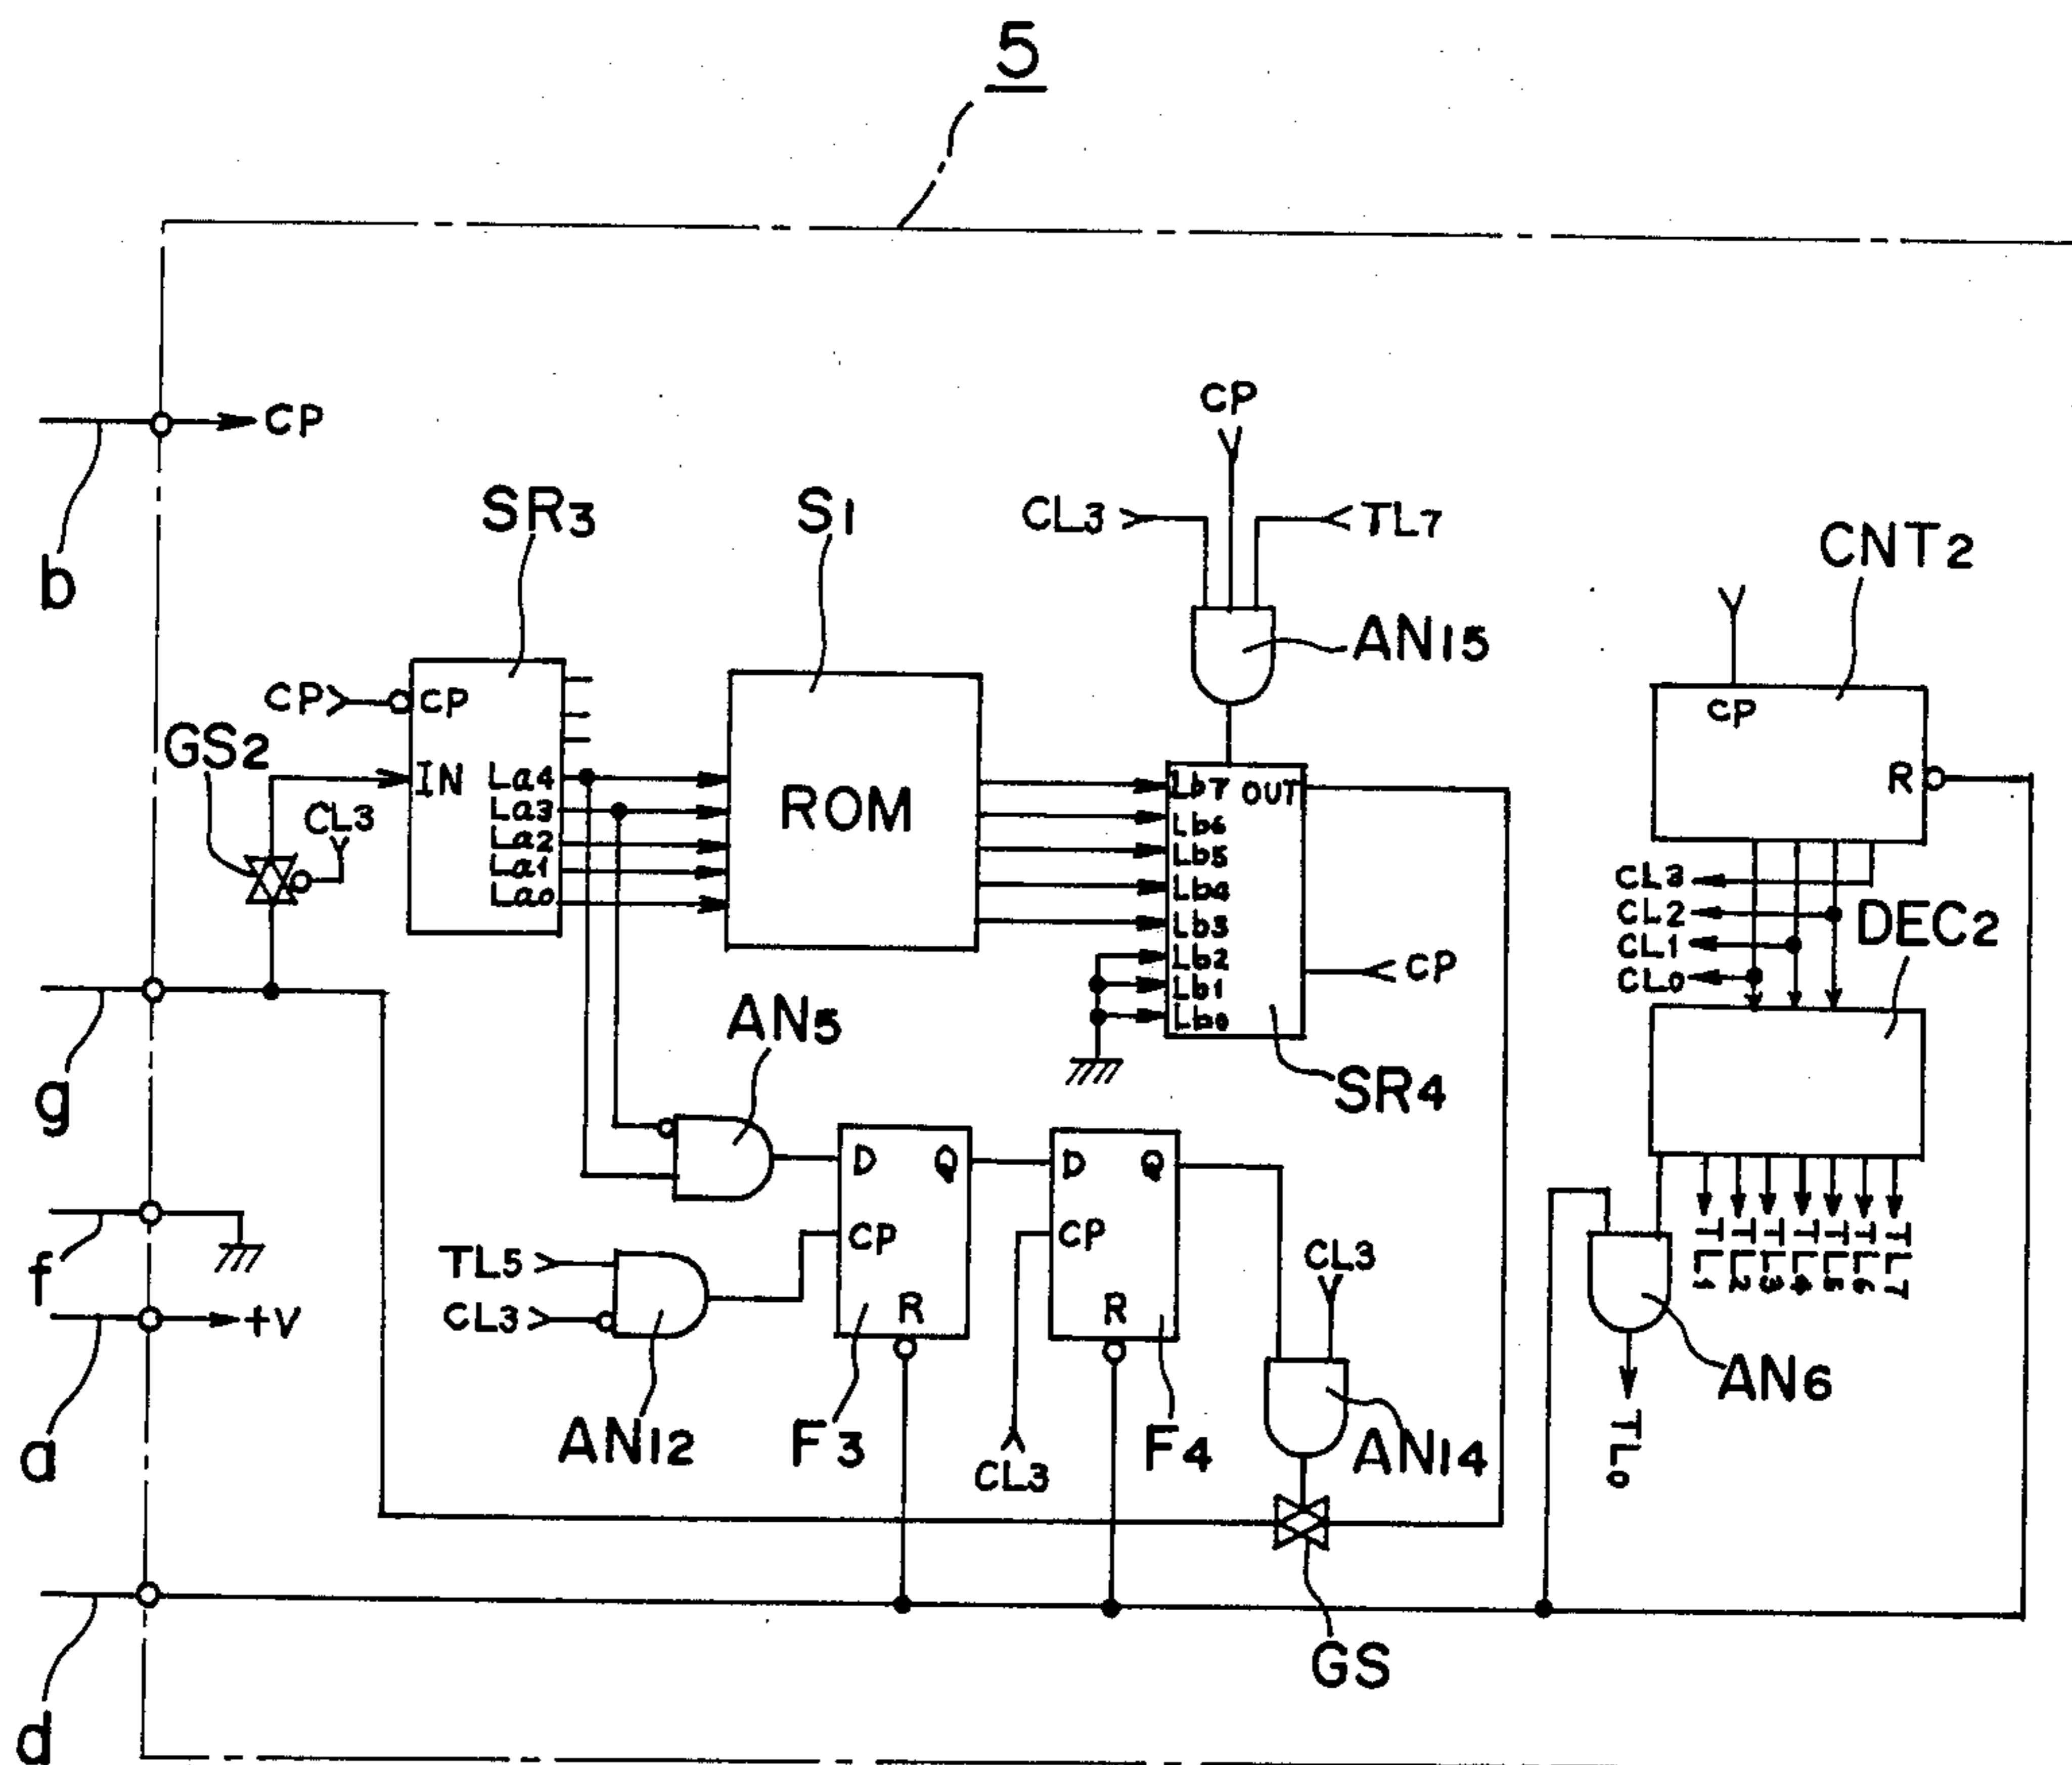 5
CP
b
CP
CL3
TL7
SR3
S1
CNT2
AN15
CP
CP
CP
GS2
IN
La4
La3
La2
La1
La0
CL3
ROM
Lb7
OUT
Lb6
Lb5
Lb4
Lb3
Lb2
Lb1
Lb0
R
CL3
CL2
CL1
CL0
DEC2
CP
g
AN5
SR4
D
Q
CP
R
D
Q
CP
R
f
TL5
CL3
CL3
TL1
TL2
TL3
TL4
TL5
TL6
TL7
+V
a
AN12
F3
CL3
F4
AN14
AN6
TL0
GS
d